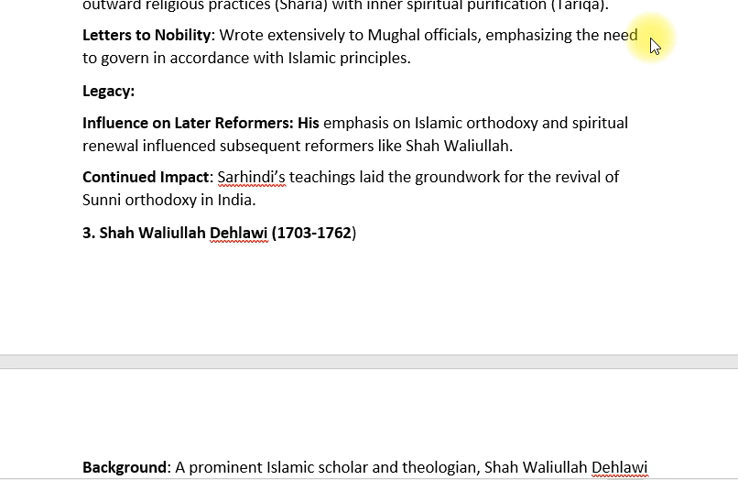 outward religious practices (Sharia) with inner spiritual purification (Tariqa).
Letters to Nobility: Wrote extensively to Mughal officials, emphasizing the need
to govern in accordance with Islamic principles.
Legacy:
Influence on Later Reformers: His emphasis on Islamic orthodoxy and spiritual
renewal influenced subsequent reformers like Shah Waliullah.
Continued Impact: Sarhindi’s teachings laid the groundwork for the revival of
Sunni orthodoxy in India.
3. Shah Waliullah Dehlawi (1703-1762)
Background: A prominent Islamic scholar and theologian, Shah Waliullah Dehlawi